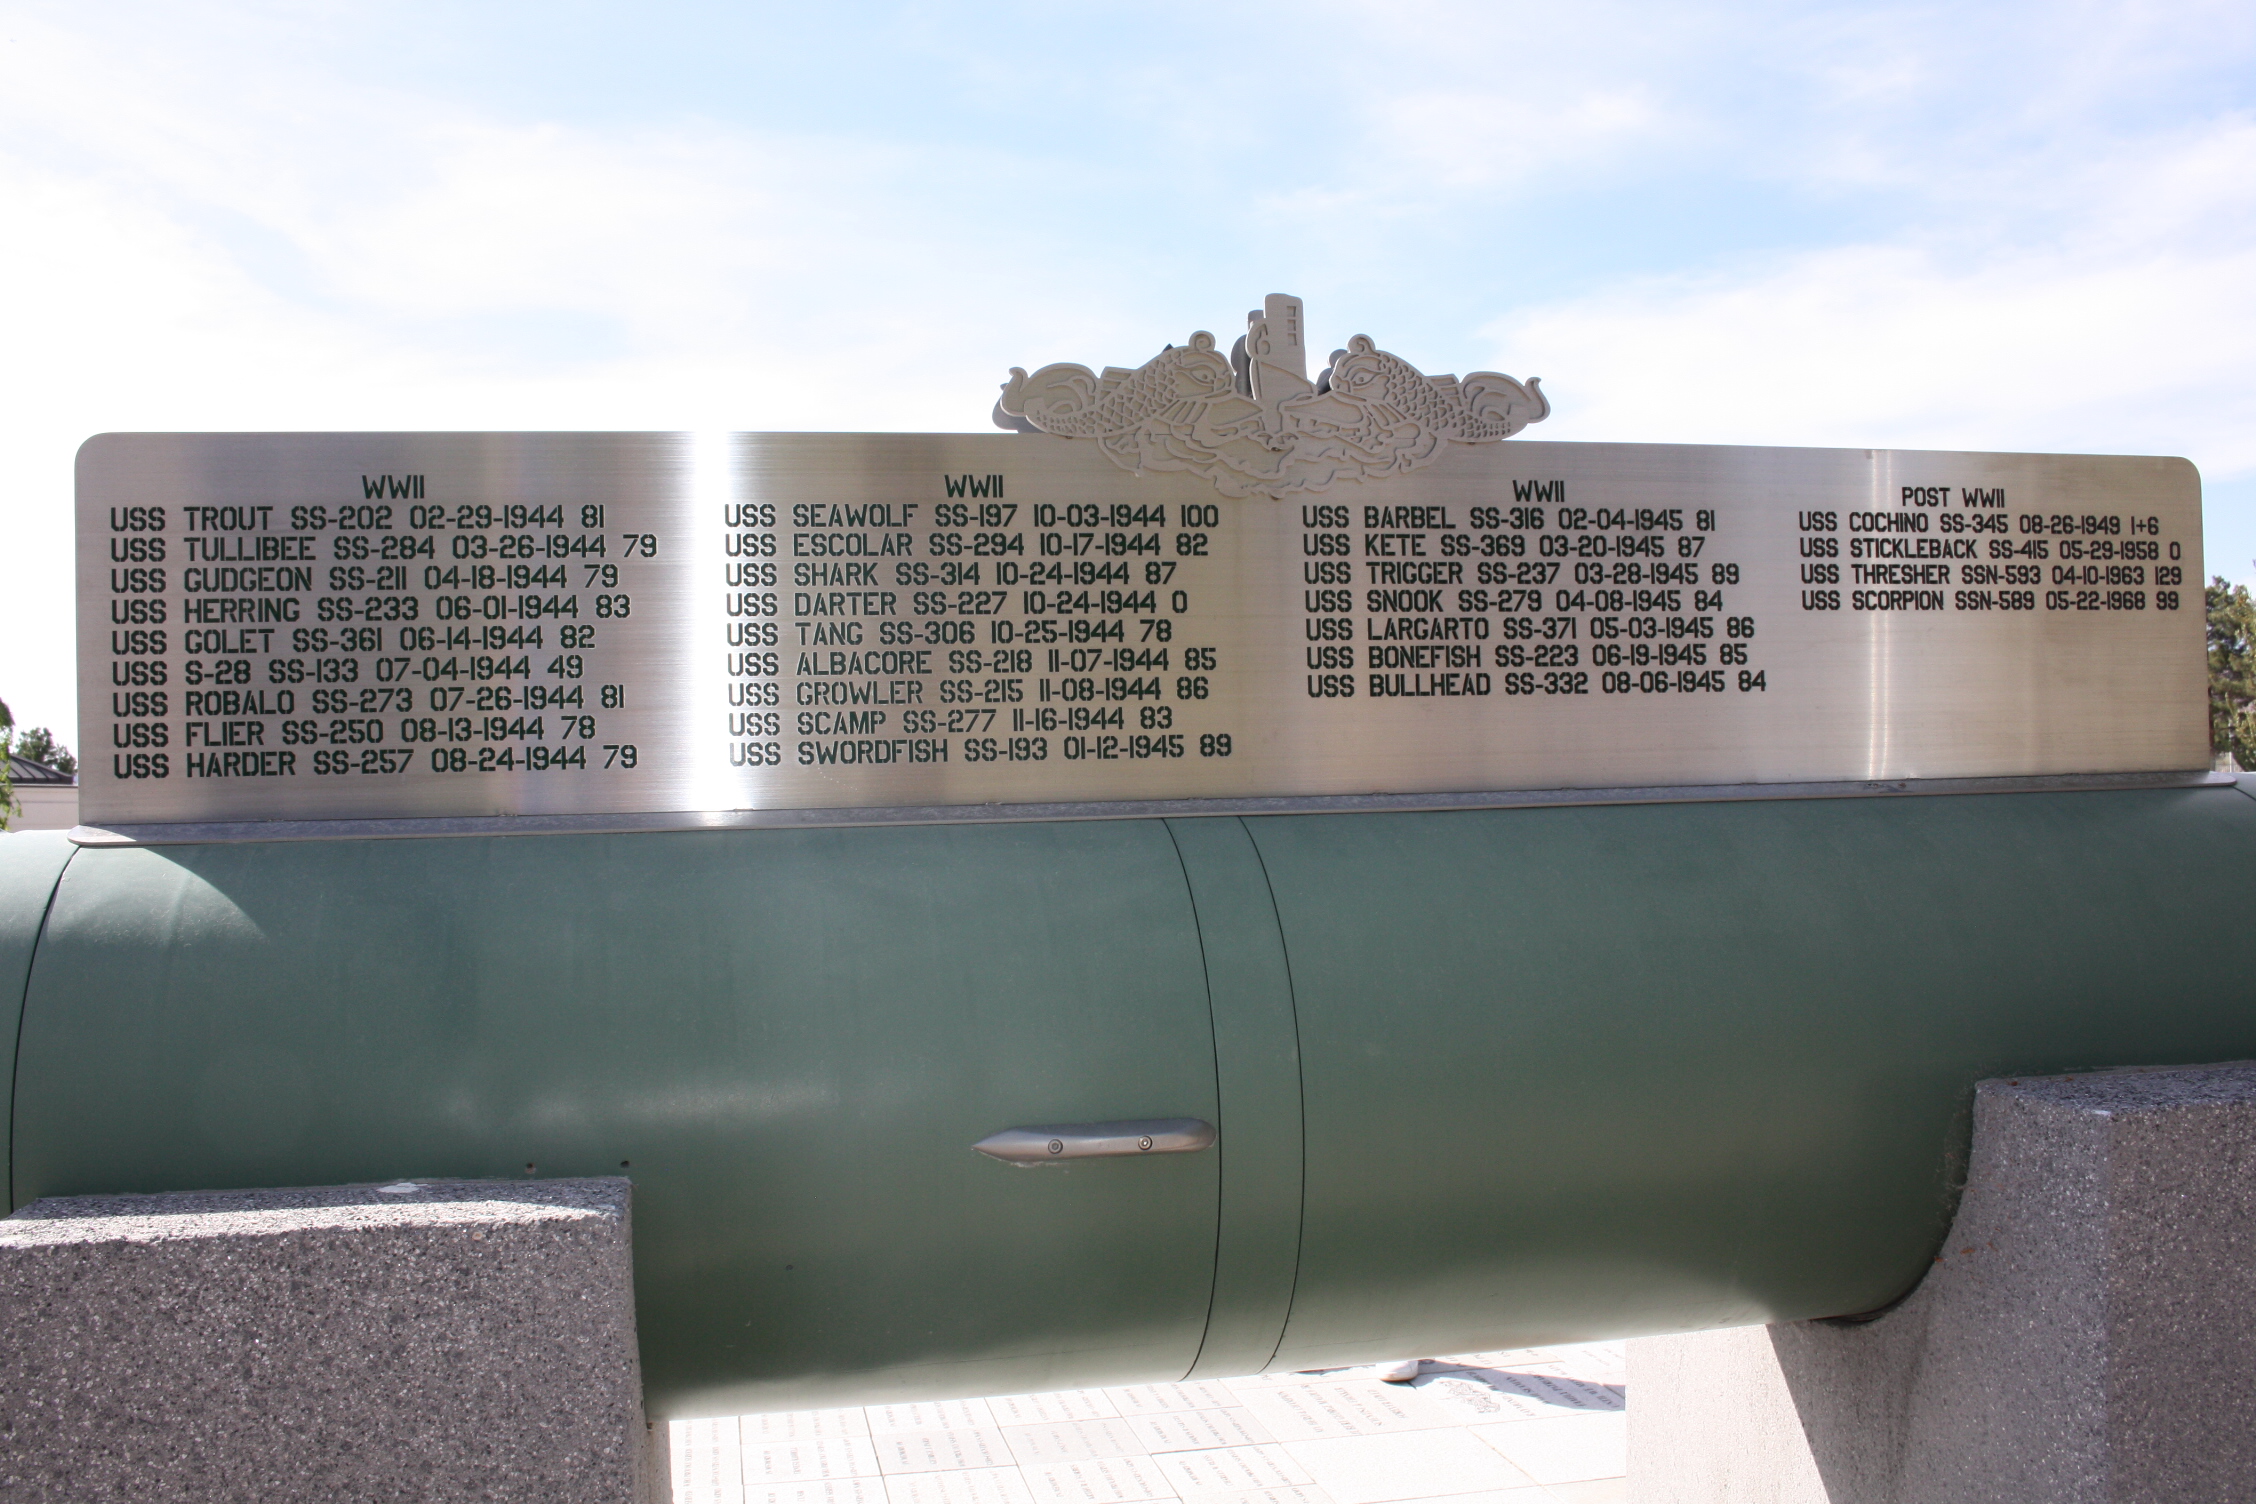 WWII
USS TROUT SS-202 02-29-1944 81
USS TULLIBEE SS-284 03-26-1944 79
USS GUDGEON SS-211 04-18-1944 79
USS HERRING SS-233 06-01-1944 83
USS GOLET SS-361 06-14-1944 82
USS S-28 SS-133 07-04-1944 49
USS ROBALO SS-273 07-26-1944 81
USS FLIER SS-250 08-13-1944 78
USS HARDER SS-257 08-24-1944 79
WWII
USS SEAWOLF SS-197 10-03-1944 100
USS ESCOLAR SS-294 10-17-1944 82
USS SHARK SS-314 10-24-1944 87
USS DARTER SS-227 10-24-1944 0
USS TANG SS-306 10-25-1944 78
USS ALBACORE SS-218 11-07-1944 85
USS GROWLER SS-215 11-08-1944 86
USS SCAMP SS-277 11-16-1944 83
USS SWORDFISH SS-193 01-12-1945 89
WWII
USS BARBEL SS-316 02-04-1945 81
USS KETE SS-369 03-20-1945 87
USS TRIGGER SS-237 03-28-1945 89
USS SNOOK SS-279 04-08-1945 84
USS LARGARTO SS-371 05-03-1945 86
USS BONEFISH SS-223 06-19-1945 85
USS BULLHEAD SS-332 08-06-1945 84
POST WWII
USS COCHINO SS-345 08-26-1949 1+6
USS STICKLEBACK SS-415 05-29-1958 0
USS THRESHER SSN-593 04-10-1963 129
USS SCORPION SSN-589 05-22-1968 99